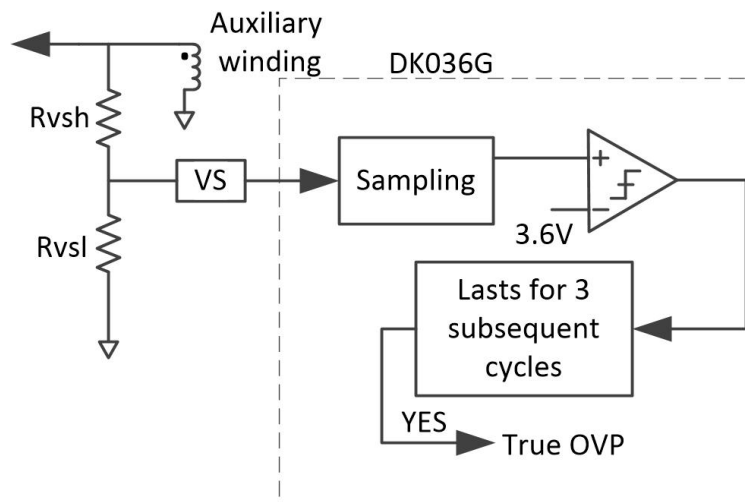 Auxiliary
winding
DK036G
Rvsh
VS
Sampling
+
−
3.6V
Rvsl
Lasts for 3
subsequent
cycles
YES
True OVP